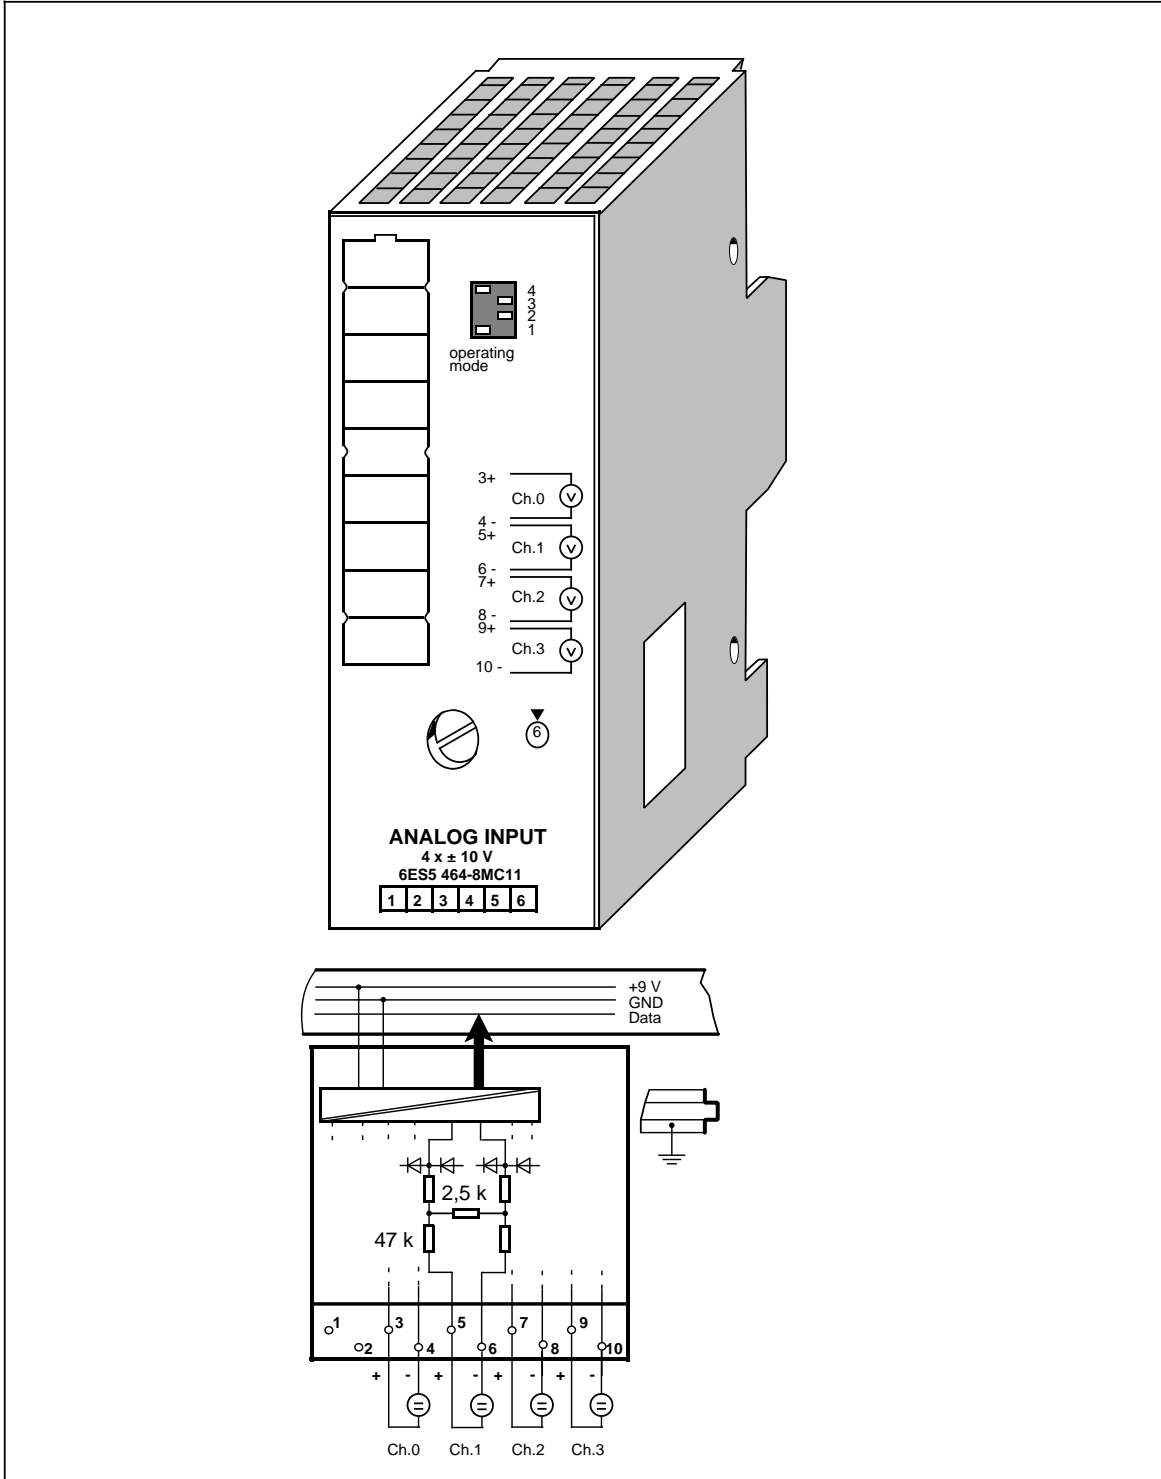 4
3
2
1
operating
mode
3+
Ch.0
4 -
5+
Ch.1
6 -
7+
Ch.2
8 -
9+
Ch.3
10 -
V
V
V
V
6
ANALOG INPUT
4 x ± 10 V
6ES5 464-8MC11
1 2 3 4 5 6
+9 V
GND
Data
2,5 k
47 k
1 3 5 7 9
2 4 6 8 10
+ - + - + - + -
Ch.0 Ch.1 Ch.2 Ch.3